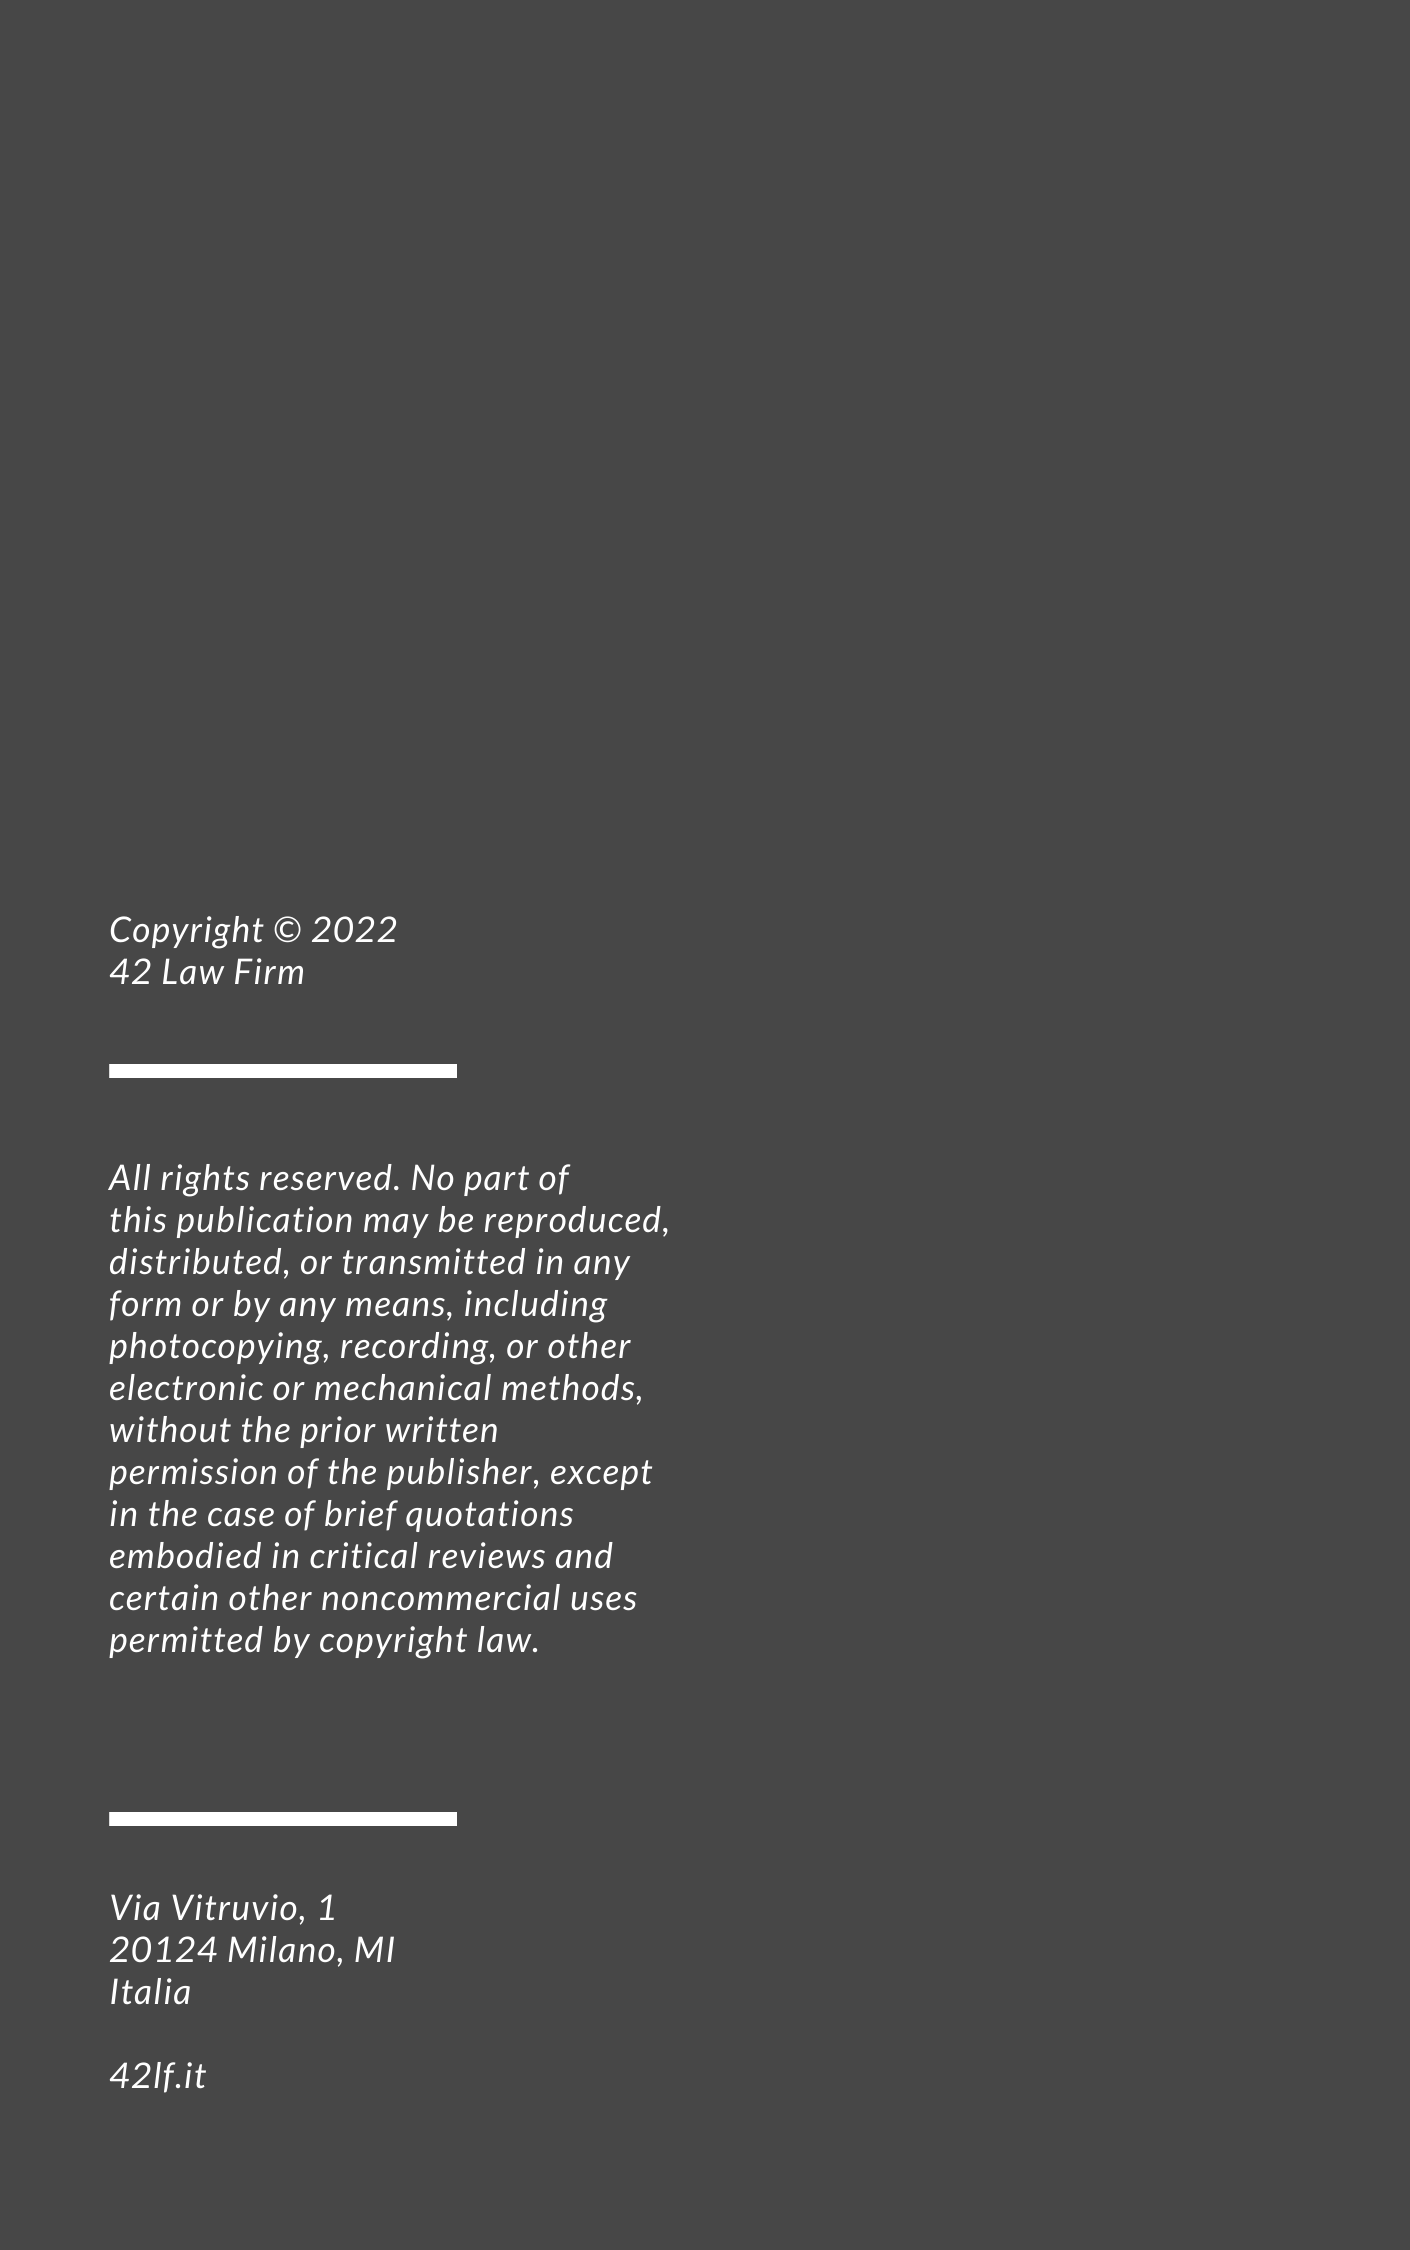 Copyright © 2022
42 Law Firm
All rights reserved. No part of
this publication may be reproduced,
distributed, or transmitted in any
form or by any means, including
photocopying, recording, or other
electronic or mechanical methods,
without the prior written
permission of the publisher, except
in the case of brief quotations
embodied in critical reviews and
certain other noncommercial uses
permitted by copyright law.
Via Vitruvio, 1
20124 Milano, MI
Italia
42lf.it